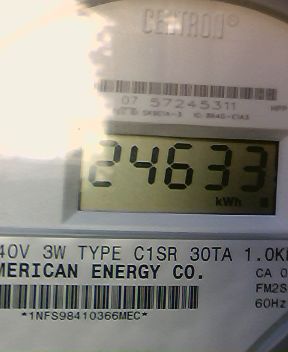 CENTRON®
07 57245311
24633
kWh
40V 3W TYPE C1SR 30TA 1.0K
MERICAN ENERGY CO.
CA 0
FM2S
60Hz
*1NFS98410366MEC*